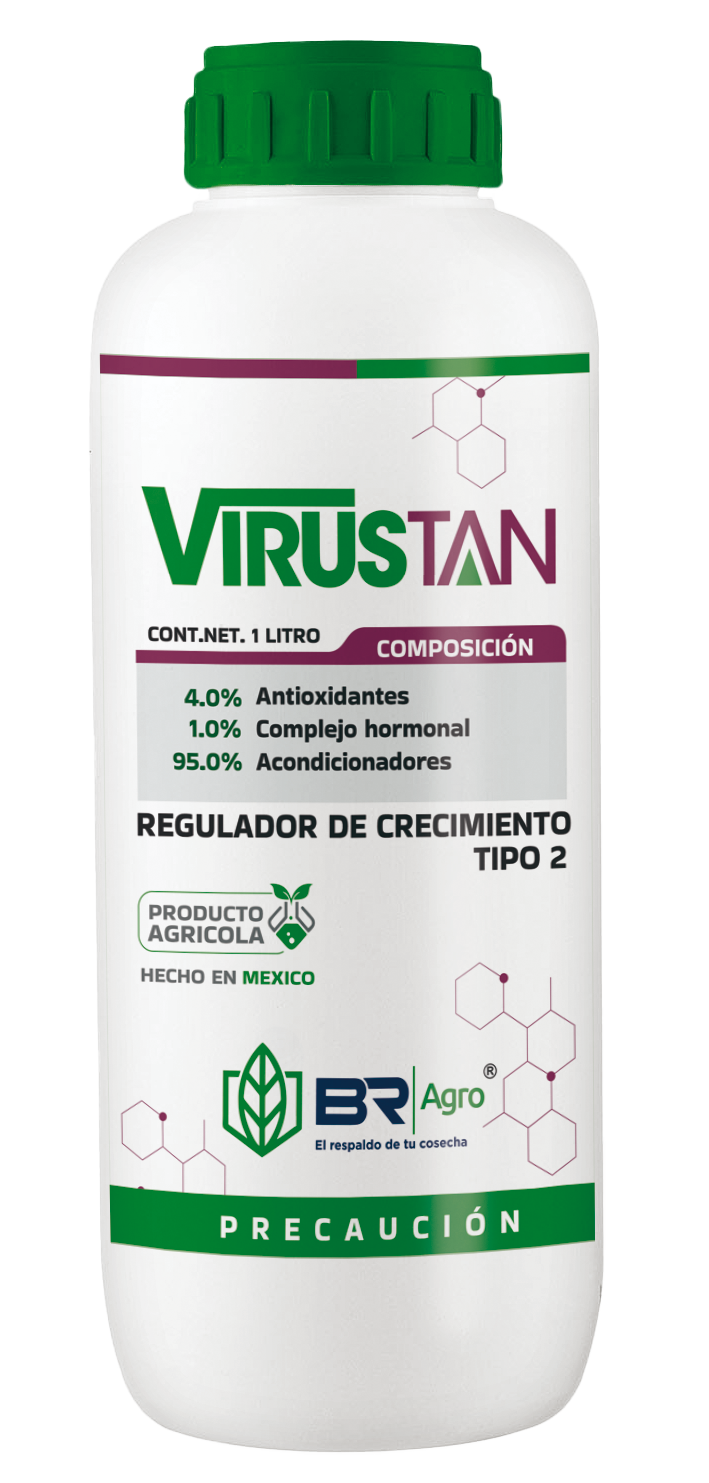 VIRUSTAN
CONT.NET. 1 LITRO
COMPOSICIÓN
4.0% Antioxidantes
1.0% Complejo hormonal
95.0% Acondicionadores
REGULADOR DE CRECIMIENTO
TIPO 2
PRODUCTO
AGRICOLA
HECHO EN MEXICO
BR Agro®
El respaldo de tu cosecha
PRECAUCIÓN